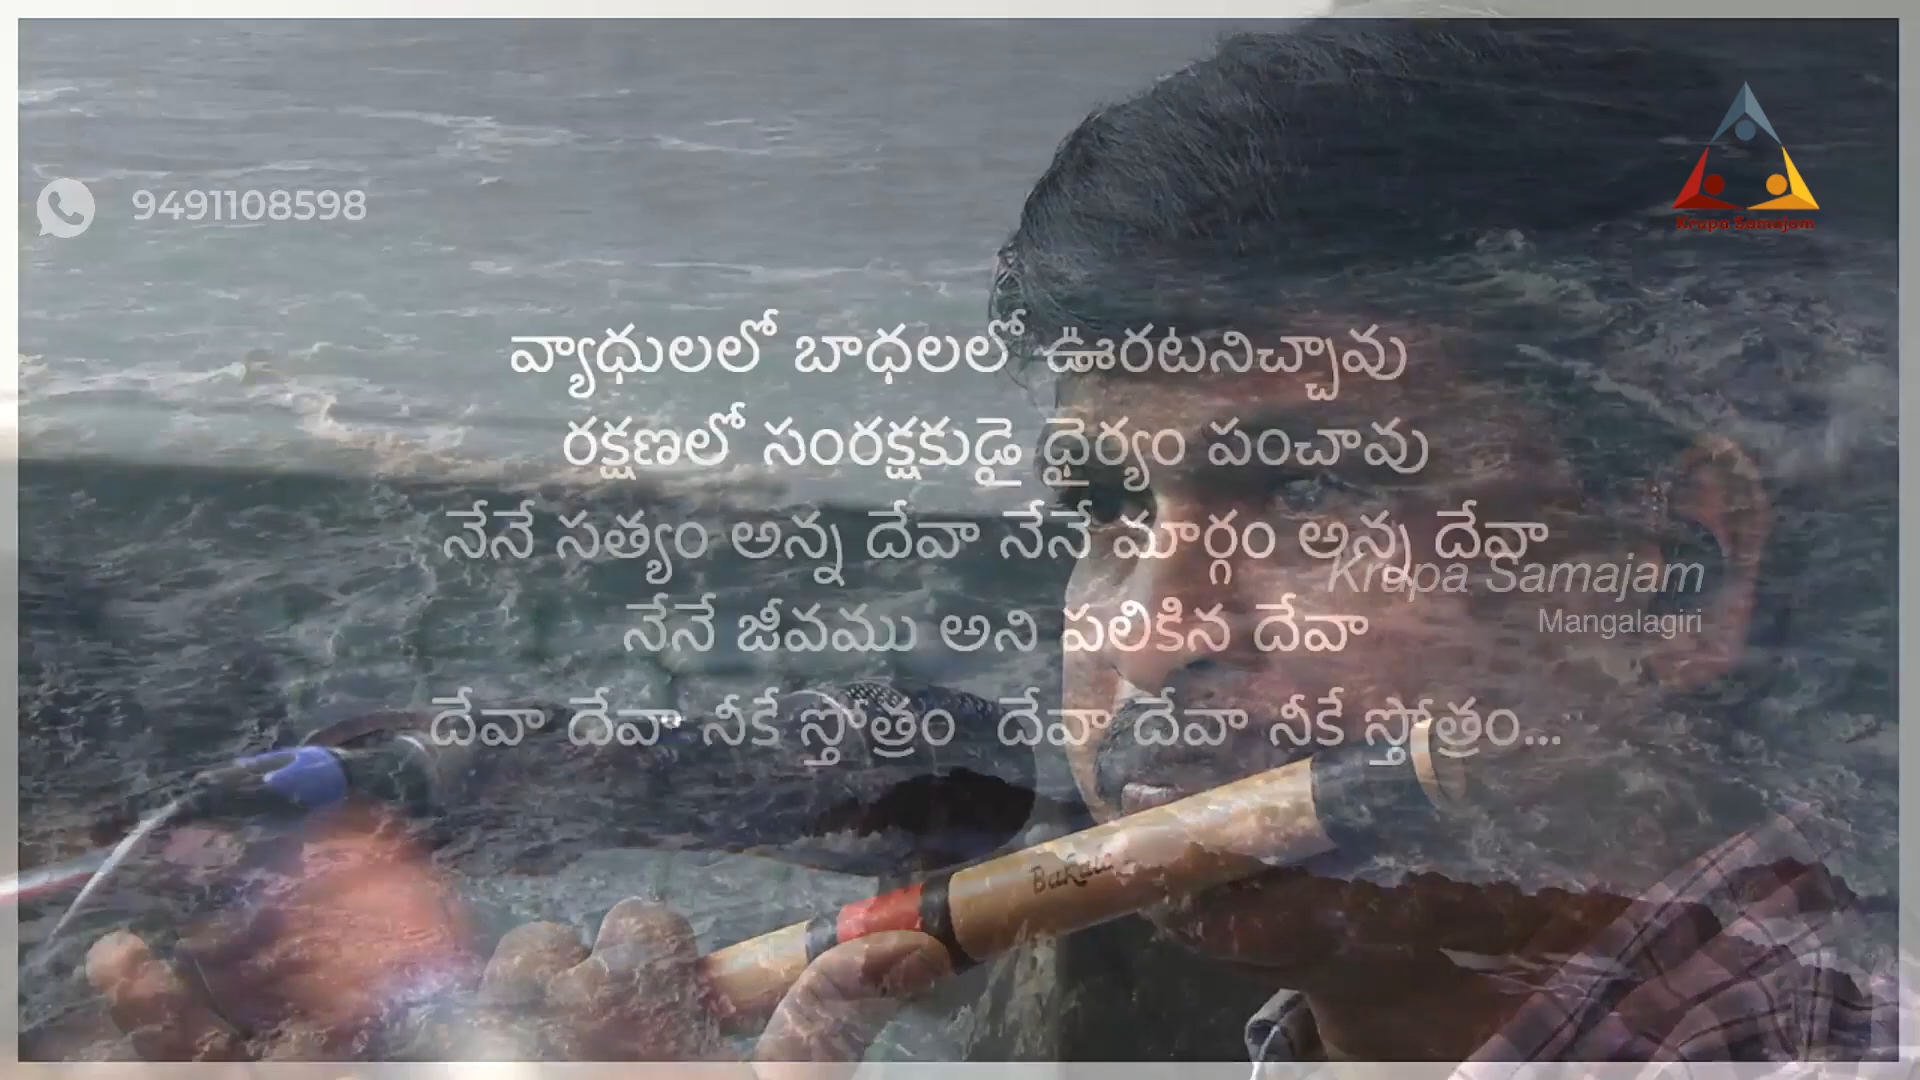 9491108598
Krupa Samajam
వ్యాధులలో బాధలలో ఊరటనిచ్చావు
రక్షణలో సంరక్షకుడై ధైర్యం పంచావు
నేనే సత్యం అన్న దేవా నేనే మార్గం అన్న దేవా
Krupa Samajam
Mangalagiri
నేనే జీవము అని పలికిన దేవా
దేవా దేవా నీకే స్తోత్రం దేవా దేవా నీకే స్తోత్రం...
Bakale